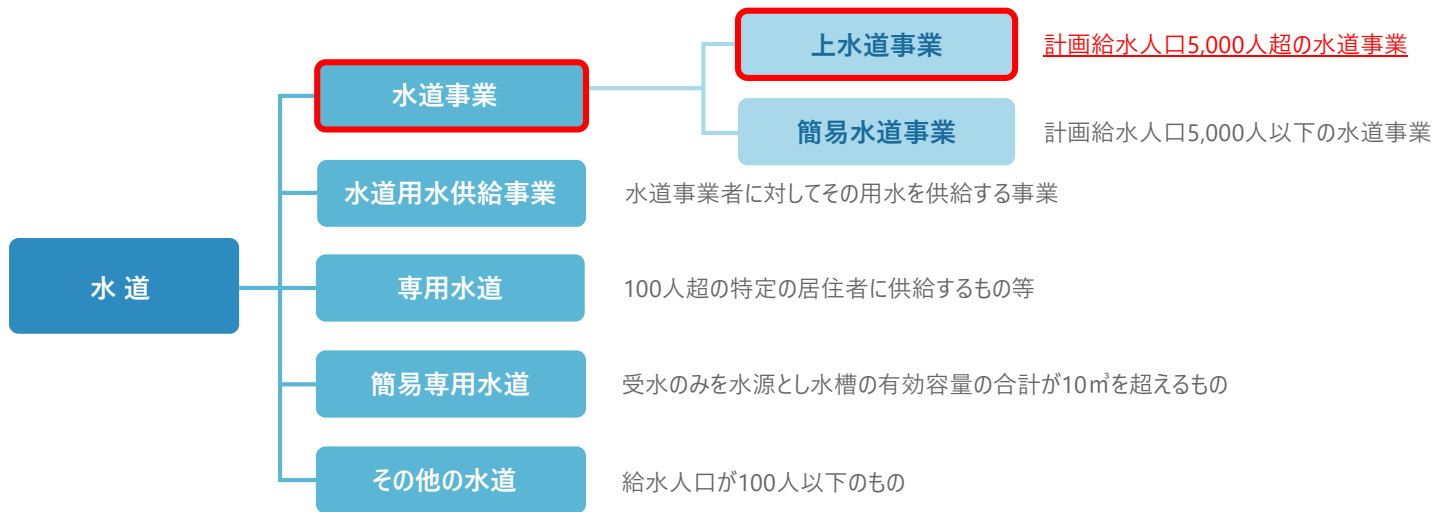 上水道事業
計画給水人口5,000人超の水道事業
水道事業
簡易水道事業
計画給水人口5,000人以下の水道事業
水道用水供給事業
水道事業者に対してその用水を供給する事業
水 道
専用水道
100人超の特定の居住者に供給するもの等
簡易専用水道
受水のみを水源とし水槽の有効容量の合計が10㎥を超えるもの
その他の水道
給水人口が100人以下のもの